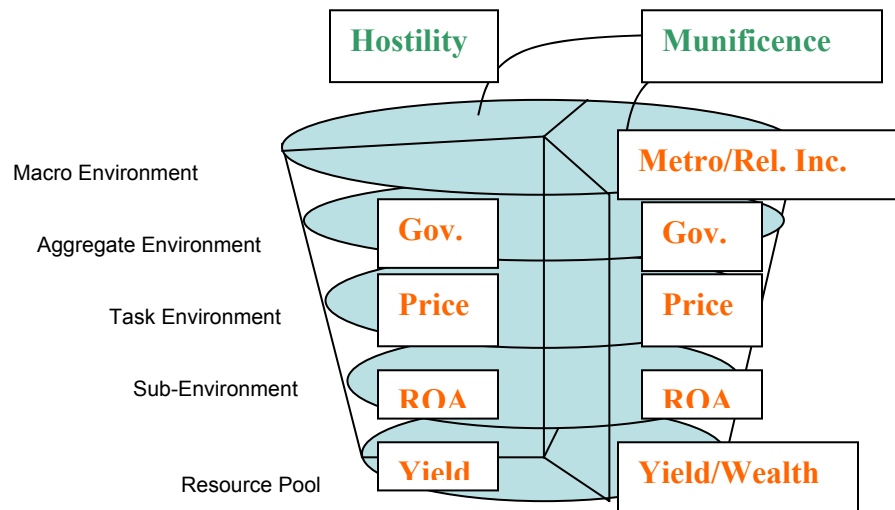 Hostility
Munificence
Macro Environment
Metro/Rel. Inc.
Aggregate Environment
Gov.
Gov.
Task Environment
Price
Price
Sub-Environment
ROA
ROA
Resource Pool
Yield
Yield/Wealth